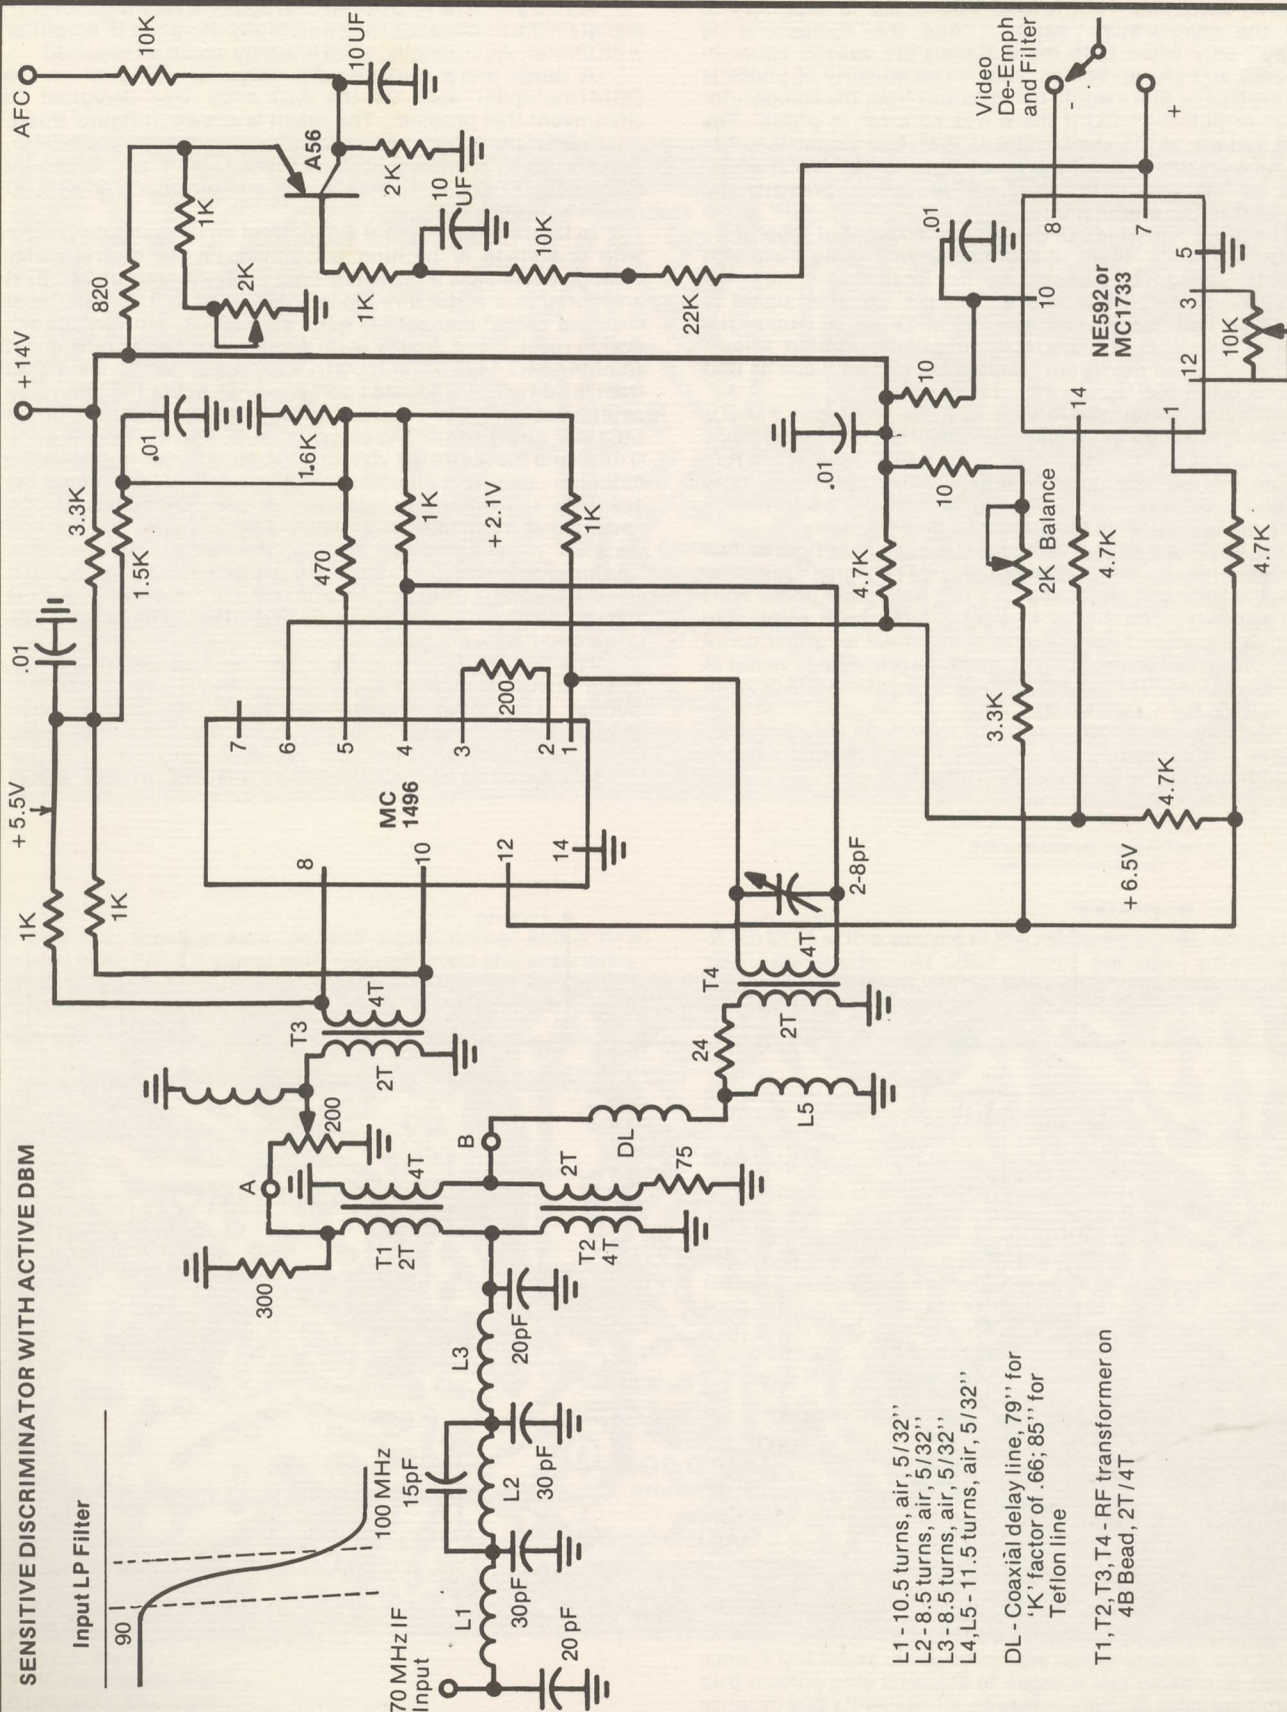 SENSITIVE DISCRIMINATOR WITH ACTIVE DBM
Input LP Filter
90
100 MHz
70 MHz IF
Input
20 pF
L1
30pF
15pF
L2
30 pF
L3
20pF
300
A
T1
2T
4T
T2
4T
2T
75
B
200
T3
2T
4T
DL
L5
24
T4
2T
4T
2-8pF
1K
1K
+5.5V
.01
3.3K
1.5K
.01
1.6K
470
1K
+2.1V
1K
200
MC
1496
7
6
5
4
3
2
1
8
10
12
14
+14V
820
1K
2K
AFC
10K
10 UF
A56
2K
1K
10
UF
10K
22K
.01
10
10
4.7K
2K Balance
3.3K
4.7K
4.7K
4.7K
+6.5V
.01
NE592 or
MC1733
10
8
7
5
3
12
14
1
10K
Video
De-Emph
and Filter
-
+
L1 - 10.5 turns, air, 5/32''
L2 - 8.5 turns, air, 5/32''
L3 - 8.5 turns, air, 5/32''
L4, L5 - 11.5 turns, air, 5/32''
DL - Coaxial delay line, 79'' for
'K' factor of .66; 85'' for
Teflon line
T1, T2, T3, T4 - RF transformer on
4B Bead, 2T/4T